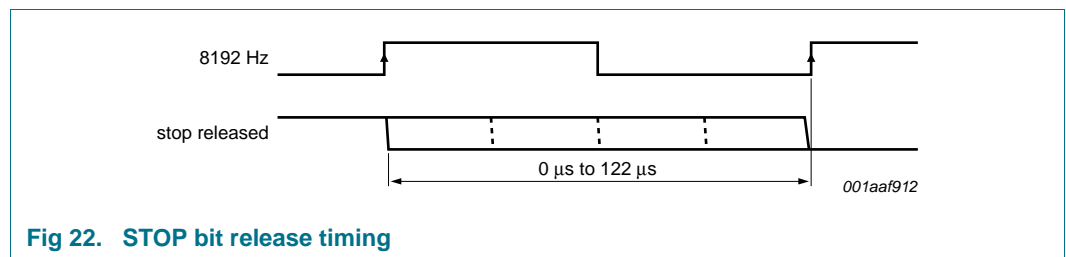 8192 Hz
stop released
0 μs to 122 μs
001aaf912
Fig 22. STOP bit release timing